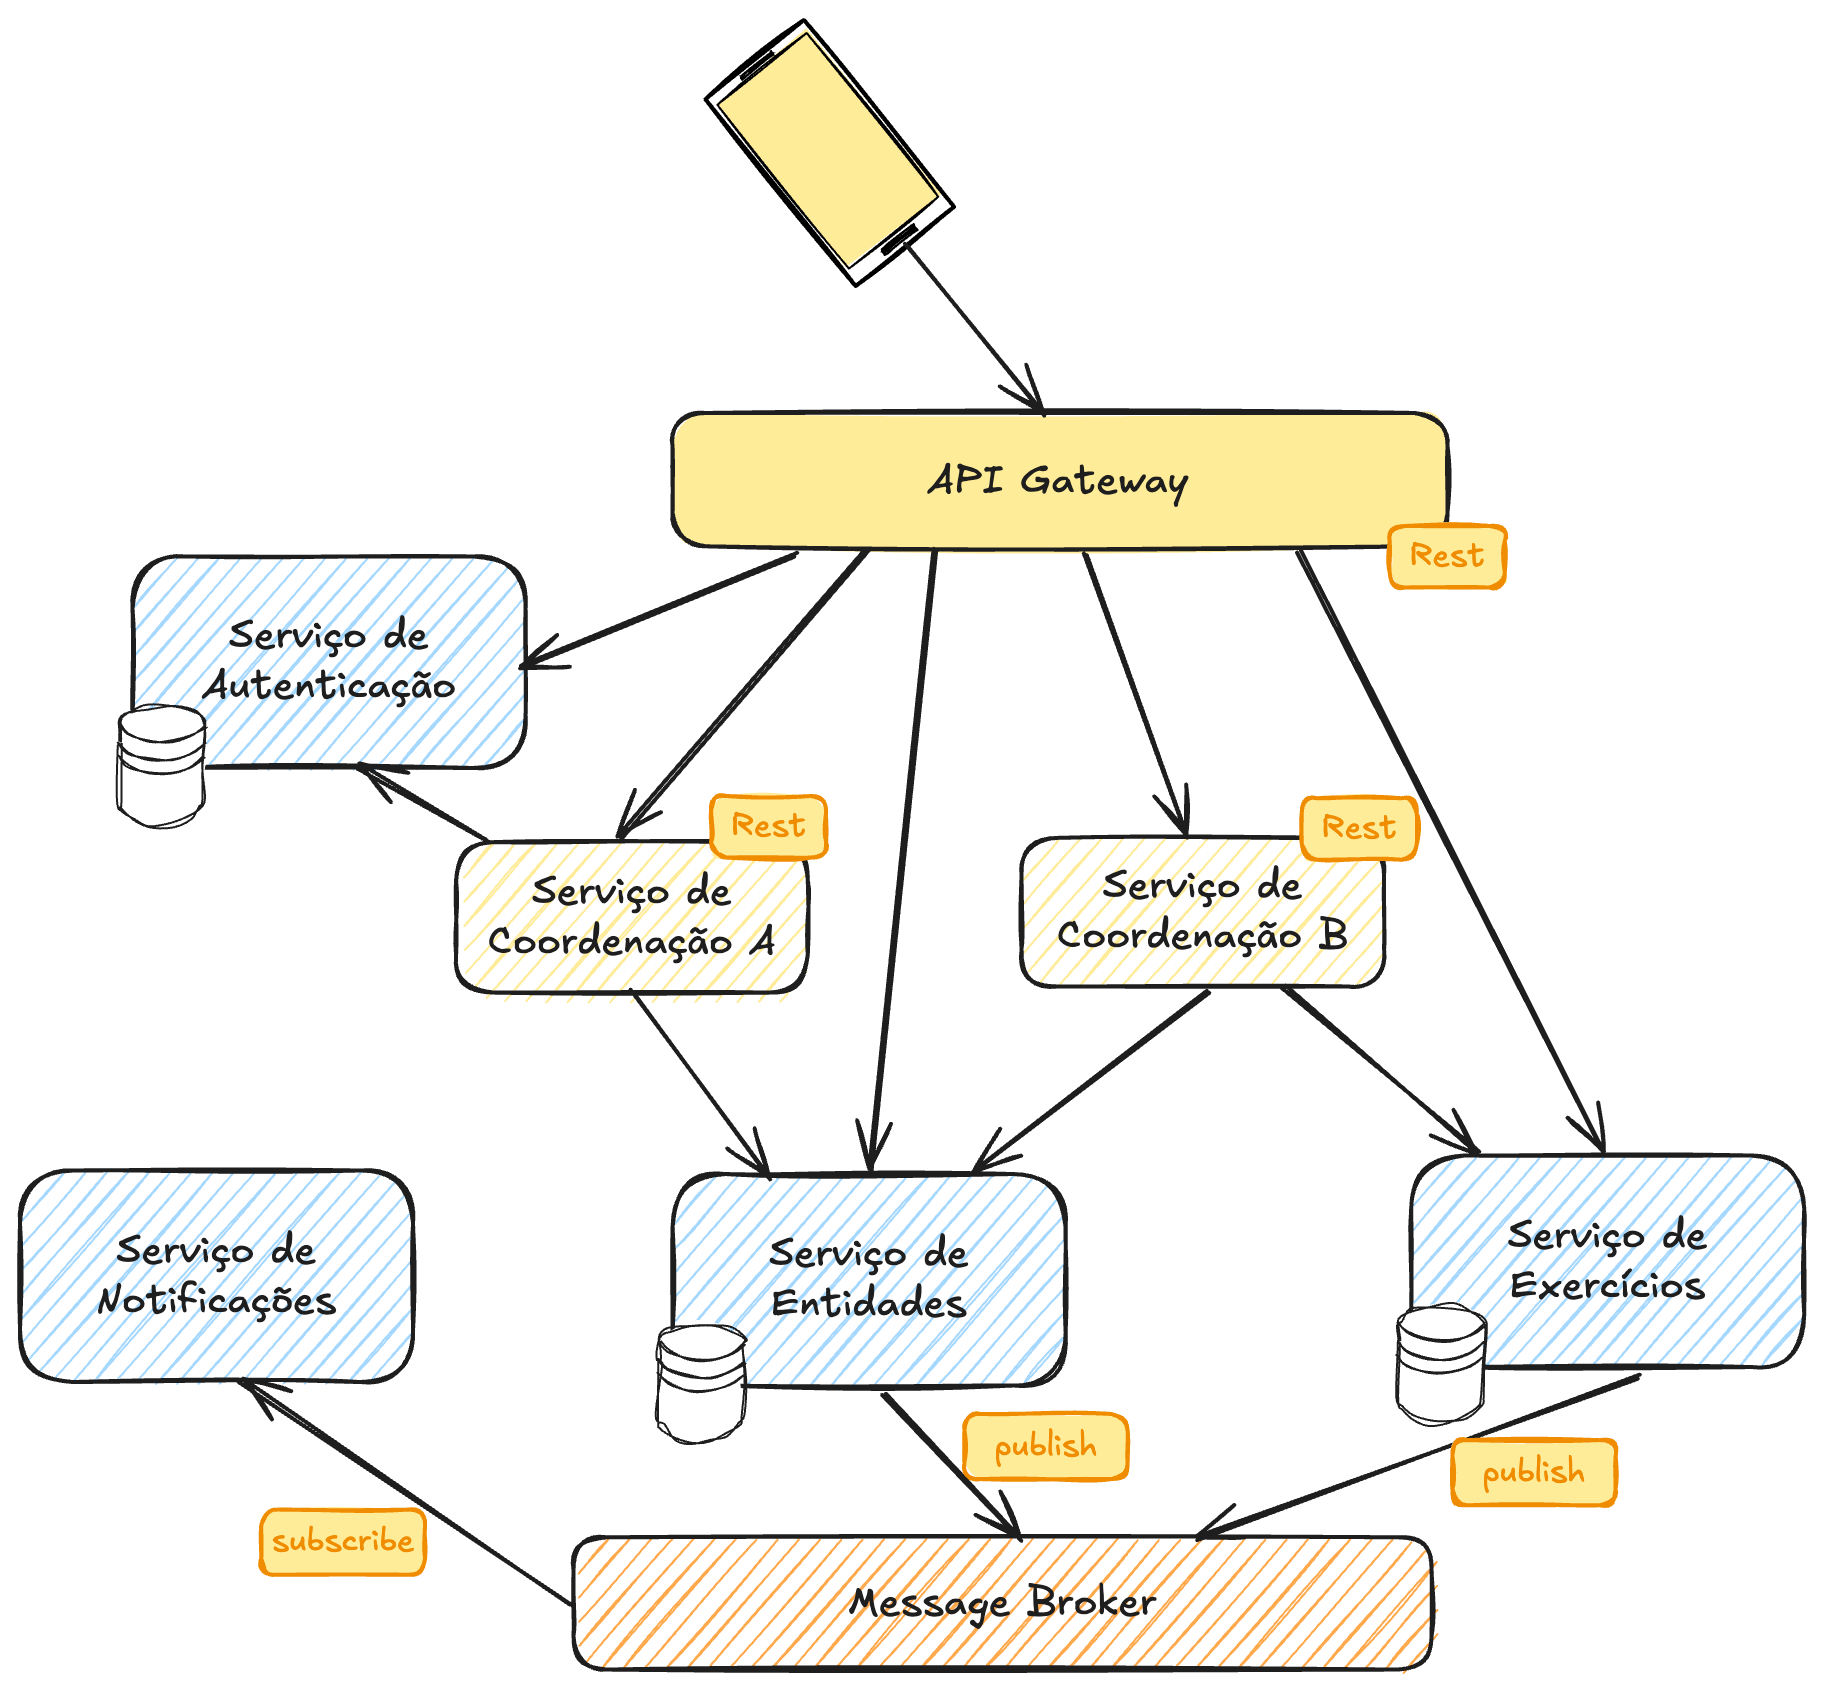 API Gateway
Rest
Serviço de
Autenticação
Rest
Serviço de
Coordenação A
Rest
Serviço de
Coordenação B
Serviço de
Notificações
Serviço de
Entidades
Serviço de
Exercícios
publish
publish
subscribe
Message Broker